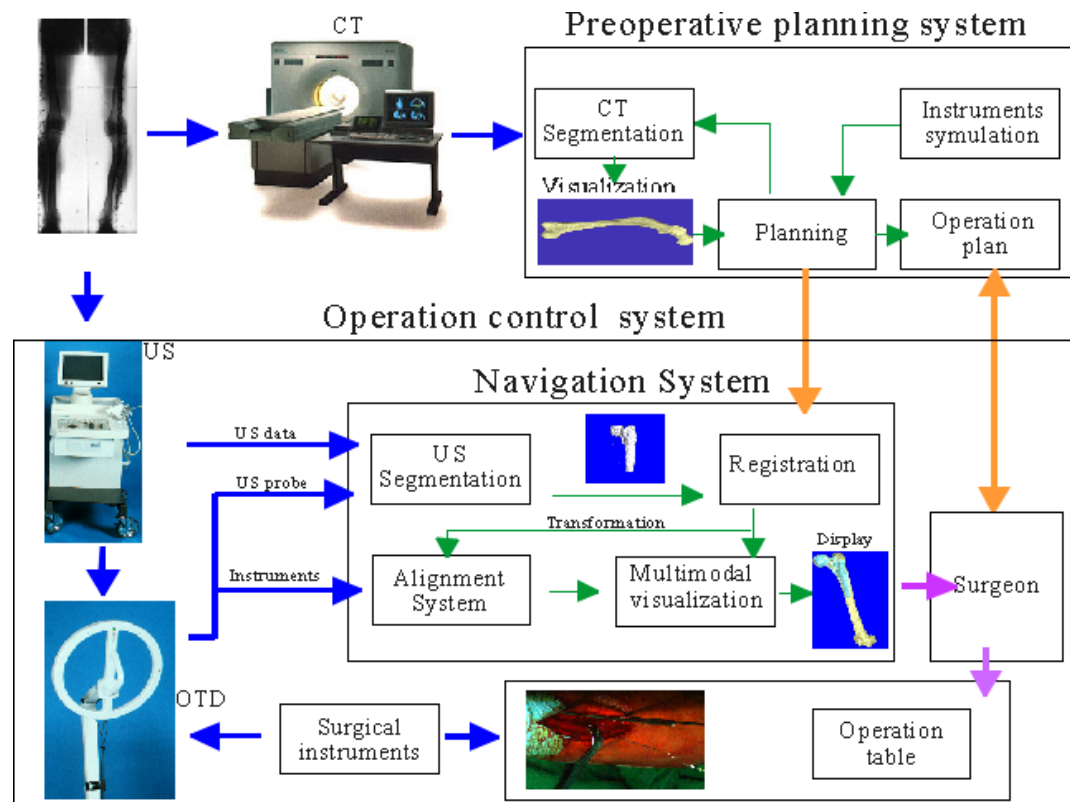 CT
Preoperative planning system
CT
Segmentation
Instruments
symulation
Visualization
Planning
Operation
plan
Operation control system
US
Navigation System
US data
US
Segmentation
Registration
US probe
Transformation
Display
Instruments
Alignment
System
Multimodal
visualization
Surgeon
OTD
Surgical
instruments
Operation
table